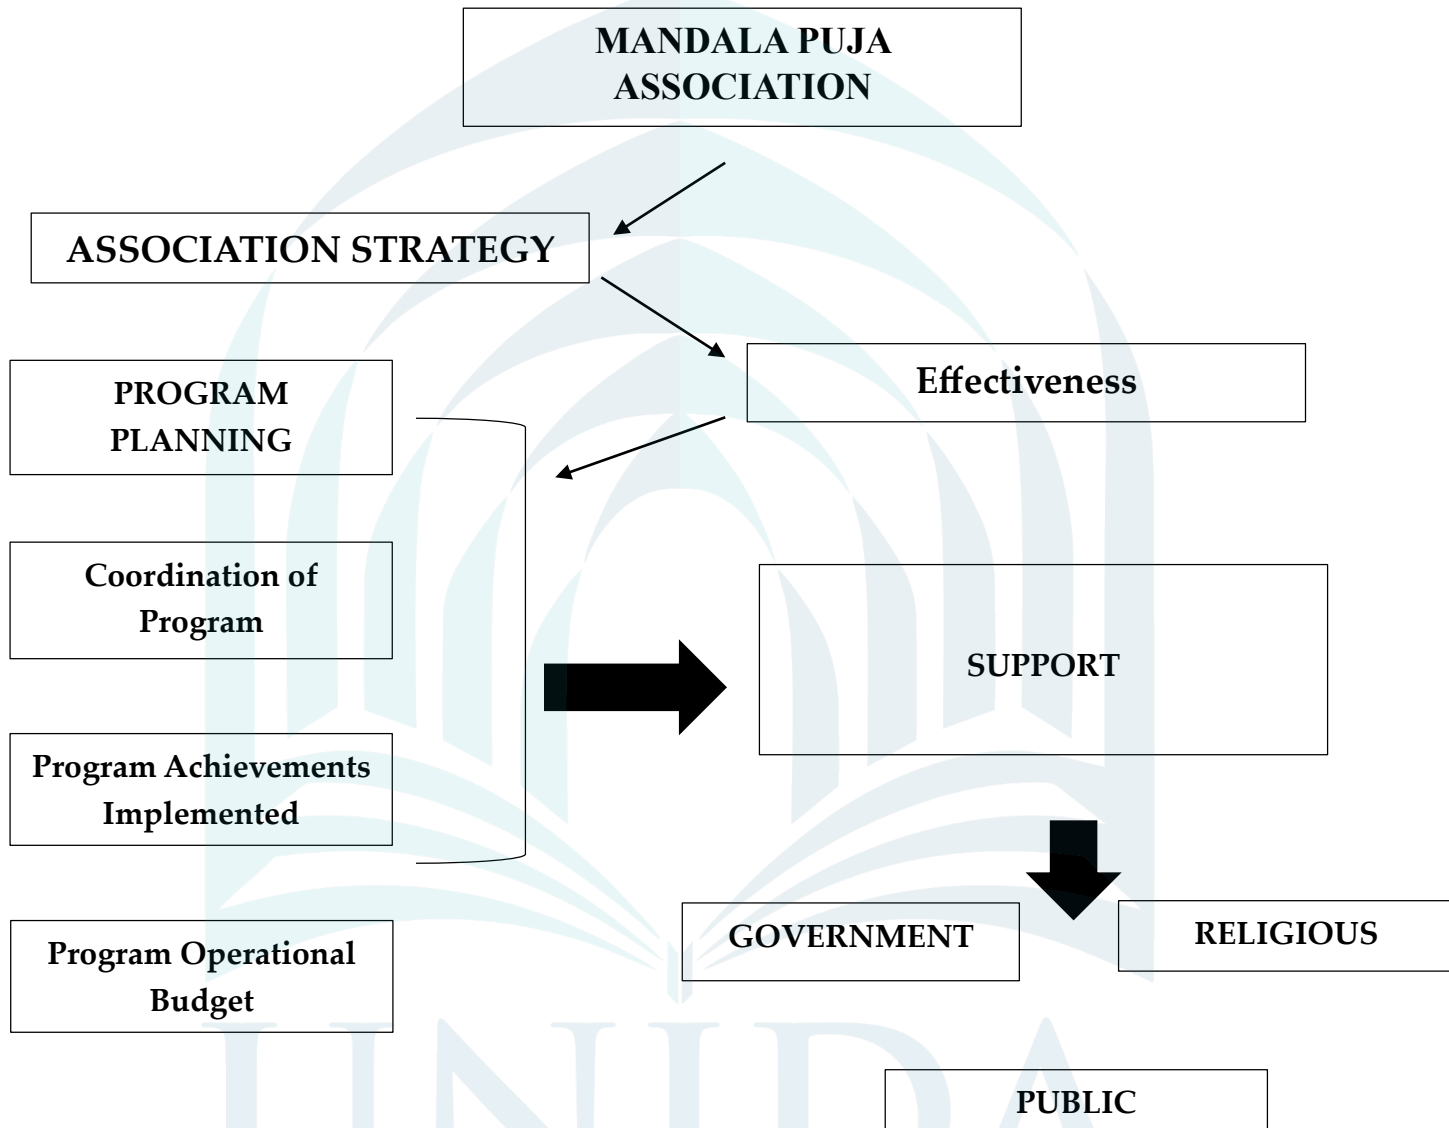 MANDALA PUJA
ASSOCIATION
ASSOCIATION STRATEGY
Effectiveness
PROGRAM
PLANNING
Coordination of
Program
SUPPORT
Program Achievements
Implemented
GOVERNMENT
RELIGIOUS
Program Operational
Budget
PUBLIC
UNIDA